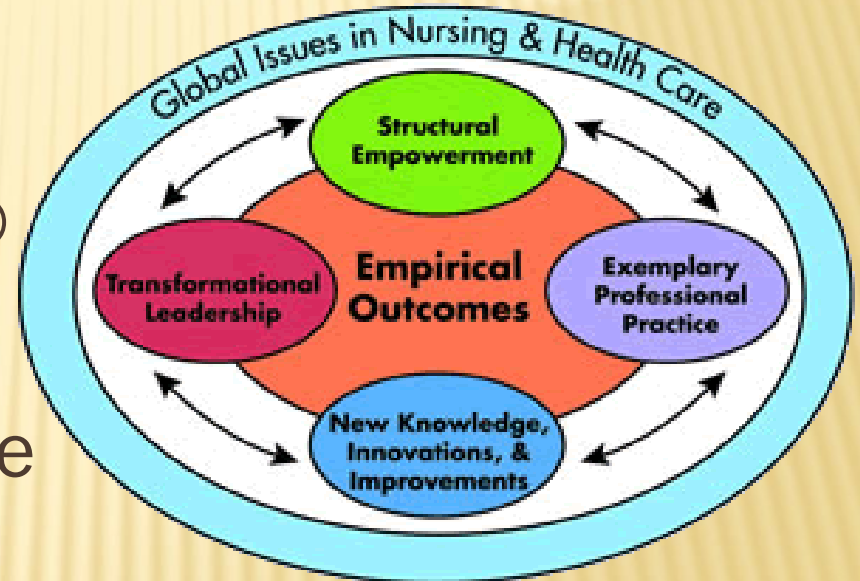 Global Issues in Nursing & Health Care
Structural
Empowerment
Transformational
Leadership
Empirical
Outcomes
Exemplary
Professional
Practice
New Knowledge,
Innovations, &
Improvements
e